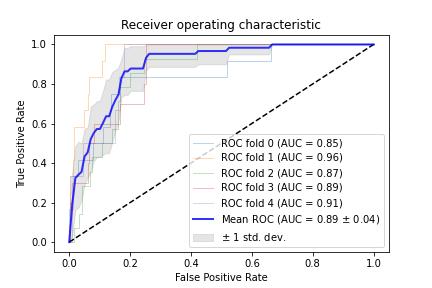 Receiver operating characteristic
True Positive Rate
1.0
0.8
0.6
0.4
0.2
0.0
ROC fold 0 (AUC = 0.85)
ROC fold 1 (AUC = 0.96)
ROC fold 2 (AUC = 0.87)
ROC fold 3 (AUC = 0.89)
ROC fold 4 (AUC = 0.91)
Mean ROC (AUC = 0.89 ± 0.04)
± 1 std. dev.
0.0 0.2 0.4 0.6 0.8 1.0
False Positive Rate